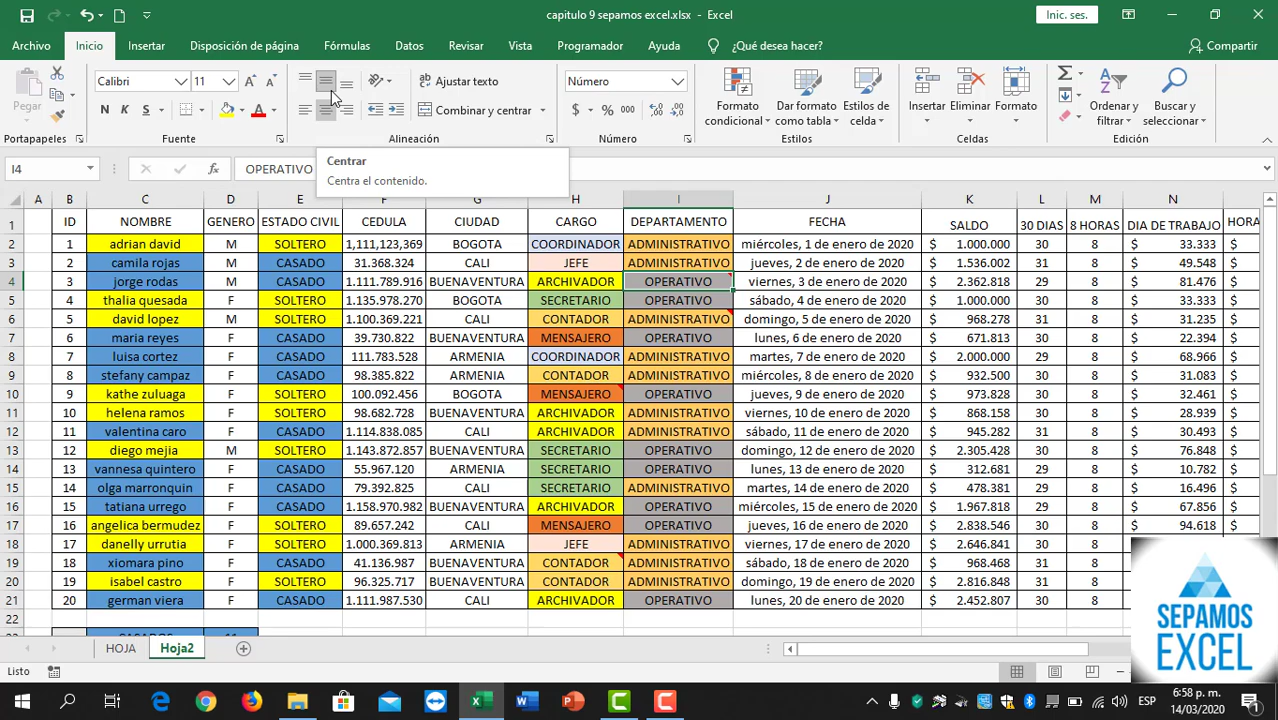 capitulo 9 sepamos excel.xlsx - Excel
Inic. ses.
Archivo Inicio Insertar Disposición de página Fórmulas Datos Revisar Vista Programador Ayuda ¿Qué desea hacer? Compartir
Pegar
Calibri 11
N K S
Ajustar texto
Combinar y centrar
Número
$ % 000
Formato condicional
Dar formato como tabla
Estilos de celda
Insertar Eliminar Formato
Ordenar y filtrar
Buscar y seleccionar
Portapapeles Fuente Alineación Número Estilos Celdas Edición
I4 fx OPERATIVO
Centrar
Centra el contenido.
A B C D E F H I J K L M N
1 ID NOMBRE GENERO ESTADO CIVIL CEDULA CIUDAD CARGO DEPARTAMENTO FECHA SALDO 30 DIAS 8 HORAS DIA DE TRABAJO HORA
2 1 adrian david M SOLTERO 1,111,123,369 BOGOTA COORDINADOR ADMINISTRATIVO miércoles, 1 de enero de 2020 $ 1.000.000 30 8 $ 33.333 $
3 2 camila rojas M CASADO 31.368.324 CALI JEFE ADMINISTRATIVO jueves, 2 de enero de 2020 $ 1.536.002 31 8 $ 49.548 $
4 3 jorge rodas M CASADO 1.111.789.916 BUENAVENTURA ARCHIVADOR OPERATIVO viernes, 3 de enero de 2020 $ 2.362.818 29 8 $ 81.476 $
5 4 thalia quesada F SOLTERO 1.135.978.270 BOGOTA SECRETARIO OPERATIVO sábado, 4 de enero de 2020 $ 1.000.000 30 8 $ 33.333 $
6 5 david lopez M SOLTERO 1.100.369.221 CALI CONTADOR ADMINISTRATIVO domingo, 5 de enero de 2020 $ 968.278 31 8 $ 31.235 $
7 6 maria reyes F CASADO 39.730.822 BUENAVENTURA MENSAJERO OPERATIVO lunes, 6 de enero de 2020 $ 671.813 30 8 $ 22.394 $
8 7 luisa cortez F CASADO 111.783.528 ARMENIA COORDINADOR ADMINISTRATIVO martes, 7 de enero de 2020 $ 2.000.000 29 8 $ 68.966 $
9 8 stefany campaz F CASADO 98.385.822 ARMENIA CONTADOR ADMINISTRATIVO miércoles, 8 de enero de 2020 $ 932.500 30 8 $ 31.083 $
10 9 kathe zuluaga F SOLTERO 100.092.456 BOGOTA MENSAJERO OPERATIVO jueves, 9 de enero de 2020 $ 973.828 30 8 $ 32.461 $
11 10 helena ramos F SOLTERO 98.682.728 BUENAVENTURA ARCHIVADOR ADMINISTRATIVO viernes, 10 de enero de 2020 $ 868.158 30 8 $ 28.939 $
12 11 valentina caro F CASADO 1.114.838.085 CALI ARCHIVADOR ADMINISTRATIVO sábado, 11 de enero de 2020 $ 945.282 31 8 $ 30.493 $
13 12 diego mejia M SOLTERO 1.143.872.857 BUENAVENTURA SECRETARIO OPERATIVO domingo, 12 de enero de 2020 $ 2.305.428 30 8 $ 76.848 $
14 13 vannesa quintero F CASADO 55.967.120 ARMENIA SECRETARIO OPERATIVO lunes, 13 de enero de 2020 $ 312.681 29 8 $ 10.782 $
15 14 olga marronquin F CASADO 79.392.825 CALI SECRETARIO ADMINISTRATIVO martes, 14 de enero de 2020 $ 478.381 29 8 $ 16.496 $
16 15 tatiana urrego F CASADO 1.158.970.982 BUENAVENTURA ARCHIVADOR OPERATIVO miércoles, 15 de enero de 2020 $ 1.967.818 29 8 $ 67.856 $
17 16 angelica bermudez F SOLTERO 89.657.242 CALI MENSAJERO OPERATIVO jueves, 16 de enero de 2020 $ 2.838.546 30 8 $ 94.618 $
18 17 danelly urrutia F SOLTERO 1.000.369.813 ARMENIA JEFE ADMINISTRATIVO viernes, 17 de enero de 2020 $ 2.646.841 30 8 $
19 18 xiomara pino F CASADO 41.136.987 BUENAVENTURA CONTADOR ADMINISTRATIVO sábado, 18 de enero de 2020 $ 968.468 31 8 $
20 19 isabel castro F SOLTERO 96.325.717 BUENAVENTURA CONTADOR ADMINISTRATIVO domingo, 19 de enero de 2020 $ 2.816.848 31 8 $
21 20 german viera F CASADO 1.111.987.530 CALI ARCHIVADOR OPERATIVO lunes, 20 de enero de 2020 $ 2.452.807 30 8 $
22
SEPAMOS
EXCEL
HOJA Hoja2
Listo
ESP
6:58 p. m.
14/03/2020